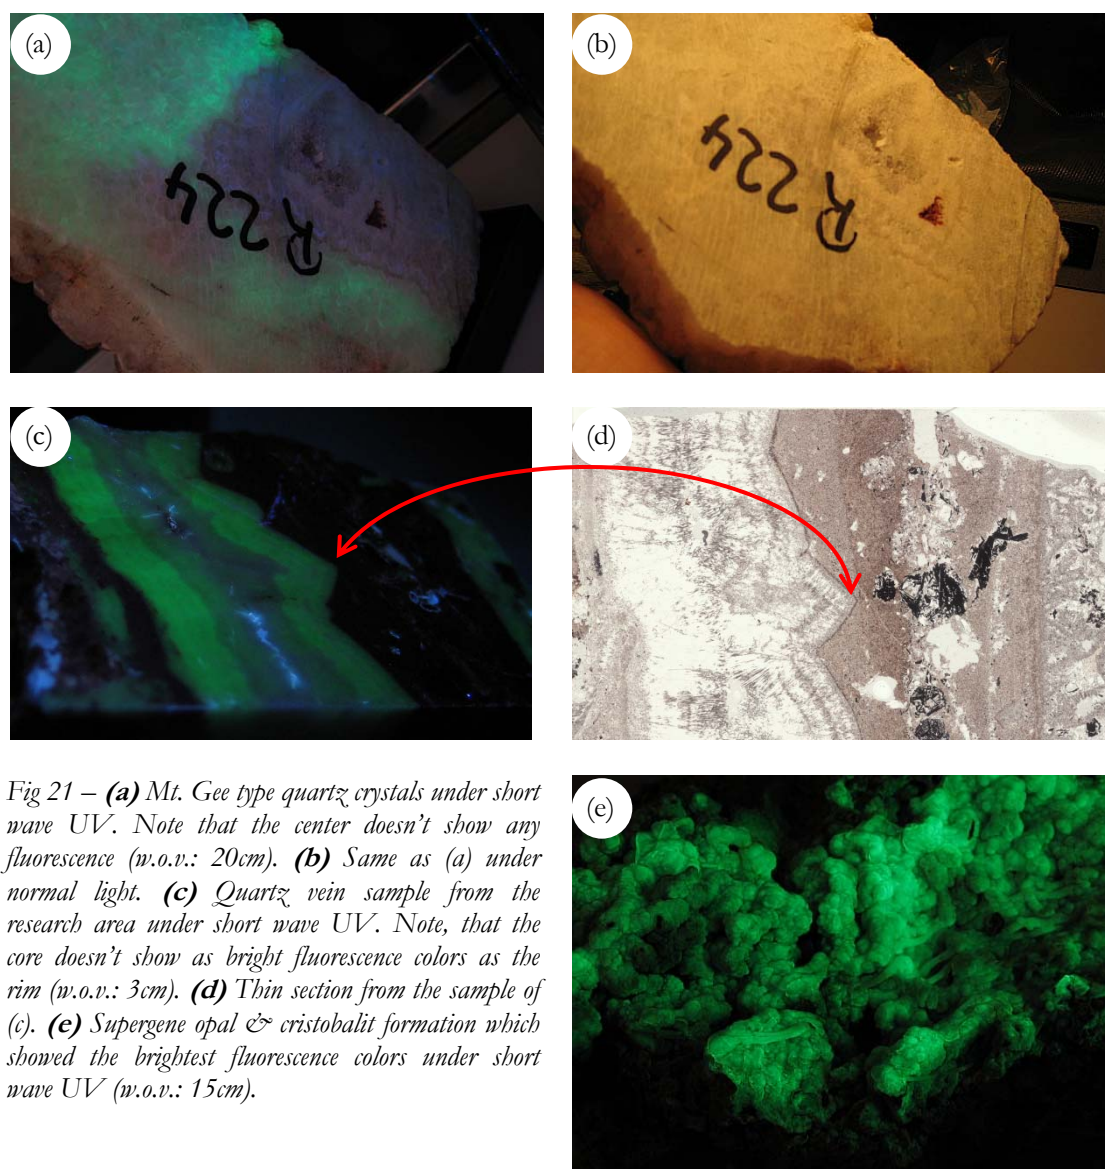 (a)
(b)
R 224
R 224
(c)
(d)
Fig 21 – (a) Mt. Gee type quartz crystals under short
wave UV. Note that the center doesn't show any
fluorescence (w.o.v.: 20cm). (b) Same as (a) under
normal light. (c) Quartz vein sample from the
research area under short wave UV. Note, that the
core doesn't show as bright fluorescence colors as the
rim (w.o.v.: 3cm). (d) Thin section from the sample of
(c). (e) Supergene opal & cristobalit formation which
showed the brightest fluorescence colors under short
wave UV (w.o.v.: 15cm).
(e)